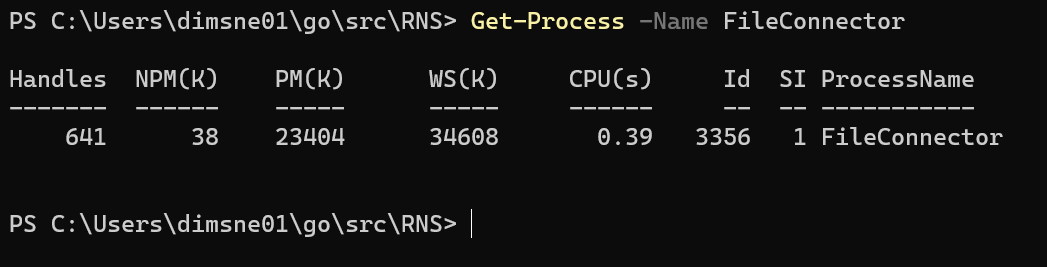 PS C:\Users\dimsne01\go\src\RNS> Get-Process -Name FileConnector
Handles  NPM(K)    PM(K)      WS(K)     CPU(s)     Id  SI ProcessName
-------  ------    -----      -----     ------     --  -- -----------
    641      38    23404      34608       0.39   3356   1 FileConnector
PS C:\Users\dimsne01\go\src\RNS>